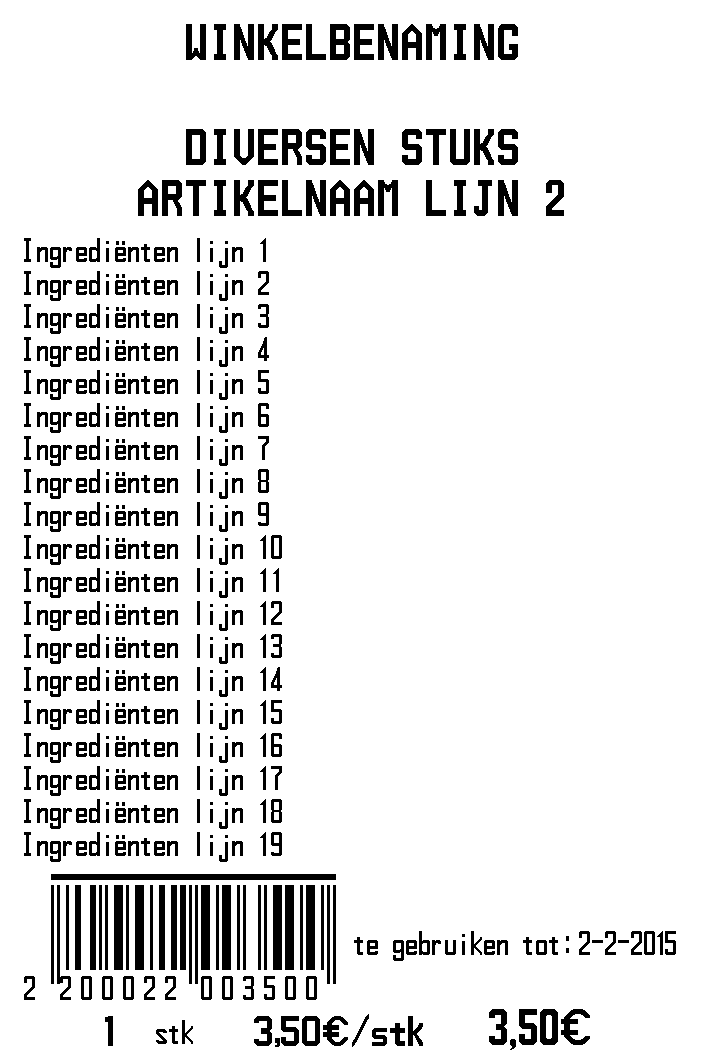 WINKELBENAMING
DIVERSEN STUKS
ARTIKELNAAM LIJN 2
Ingrediënten lijn 1
Ingrediënten lijn 2
Ingrediënten lijn 3
Ingrediënten lijn 4
Ingrediënten lijn 5
Ingrediënten lijn 6
Ingrediënten lijn 7
Ingrediënten lijn 8
Ingrediënten lijn 9
Ingrediënten lijn 10
Ingrediënten lijn 11
Ingrediënten lijn 12
Ingrediënten lijn 13
Ingrediënten lijn 14
Ingrediënten lijn 15
Ingrediënten lijn 16
Ingrediënten lijn 17
Ingrediënten lijn 18
Ingrediënten lijn 19
te gebruiken tot: 2-2-2015
2 200022 003500
1 stk 3,50€/stk 3,50€